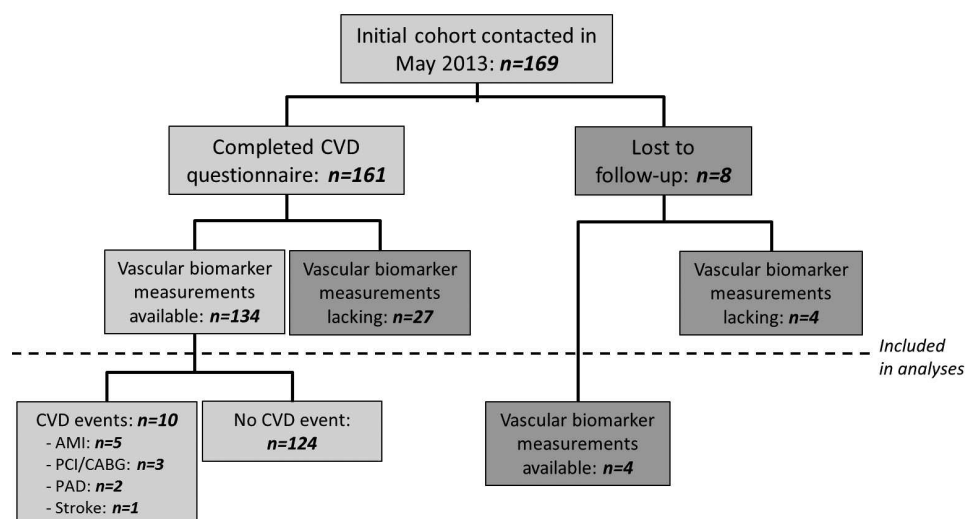 Initial cohort contacted in
May 2013: n=169
Completed CVD
questionnaire: n=161
Lost to
follow-up: n=8
Vascular biomarker
measurements
available: n=134
Vascular biomarker
measurements
lacking: n=27
Vascular biomarker
measurements
lacking: n=4
Included
in analyses
CVD events: n=10
- AMI: n=5
- PCI/CABG: n=3
- PAD: n=2
- Stroke: n=1
No CVD event:
n=124
Vascular biomarker
measurements
available: n=4